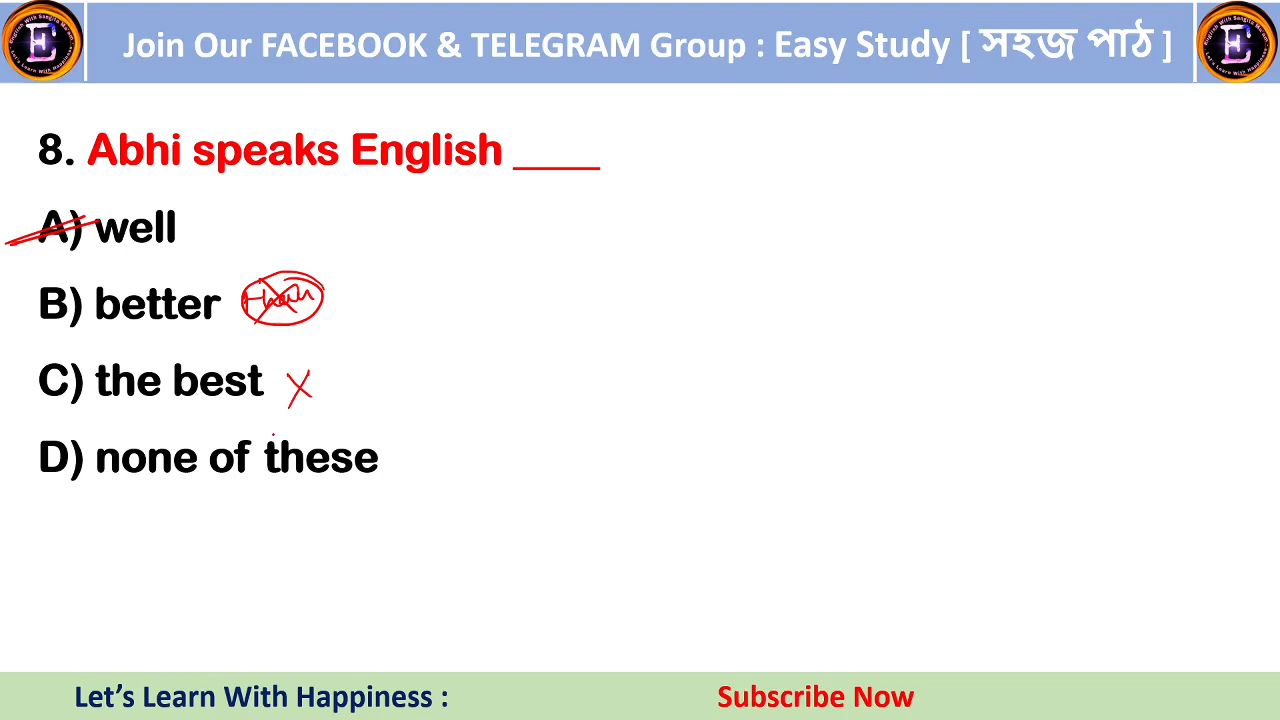 Join Our FACEBOOK & TELEGRAM Group : Easy Study [ সহজ পাঠ ]
8. Abhi speaks English ____
A) well
B) better
C) the best
D) none of these
Let's Learn With Happiness :
Subscribe Now